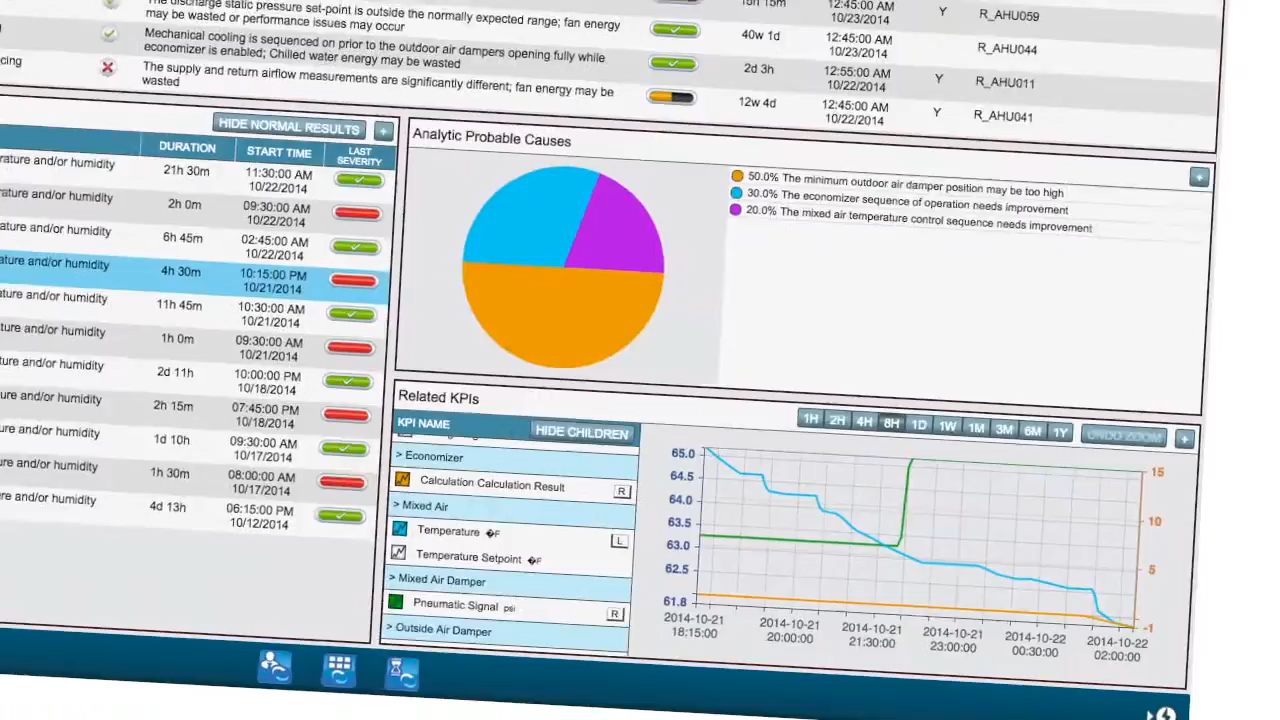 The discharge static pressure set-point is outside the normally expected range; fan energy
may be wasted or performance issues may occur
15h 15m
12:45:00 AM
10/23/2014
Y
R_AHU059
Mechanical cooling is sequenced on prior to the outdoor air dampers opening fully while
economizer is enabled; Chilled water energy may be wasted
40w 1d
12:45:00 AM
10/23/2014
R_AHU044
cing
The supply and return airflow measurements are significantly different; fan energy may be
wasted
2d 3h
12:55:00 AM
10/22/2014
Y
R_AHU011
12w 4d
12:45:00 AM
10/22/2014
Y
R_AHU041
HIDE NORMAL RESULTS
+
DURATION
START TIME
LAST
SEVERITY
rature and/or humidity
21h 30m
11:30:00 AM
10/22/2014
rature and/or humidity
2h 0m
09:30:00 AM
10/22/2014
rature and/or humidity
6h 45m
02:45:00 AM
10/22/2014
ature and/or humidity
4h 30m
10:15:00 PM
10/21/2014
ature and/or humidity
11h 45m
10:30:00 AM
10/21/2014
ature and/or humidity
1h 0m
09:30:00 AM
10/21/2014
ture and/or humidity
2d 11h
10:00:00 PM
10/18/2014
ture and/or humidity
2h 15m
07:45:00 PM
10/18/2014
ture and/or humidity
1d 10h
09:30:00 AM
10/17/2014
ure and/or humidity
1h 30m
08:00:00 AM
10/17/2014
re and/or humidity
4d 13h
06:15:00 PM
10/12/2014
Analytic Probable Causes
+
50.0% The minimum outdoor air damper position may be too high
30.0% The economizer sequence of operation needs improvement
20.0% The mixed air temperature control sequence needs improvement
Related KPIs
1H 2H 4H 8H 1D 1W 1M 3M 6M 1Y UNDO ZOOM +
KPI NAME
HIDE CHILDREN
> Economizer
Calculation Calculation Result
R
> Mixed Air
Temperature �F
L
Temperature Setpoint �F
> Mixed Air Damper
Pneumatic Signal psi
R
> Outside Air Damper
65.0
64.5
64.0
63.5
63.0
62.5
61.8
15
10
5
-1
2014-10-21
18:15:00
2014-10-21
20:00:00
2014-10-21
21:30:00
2014-10-21
23:00:00
2014-10-22
00:30:00
2014-10-22
02:00:00